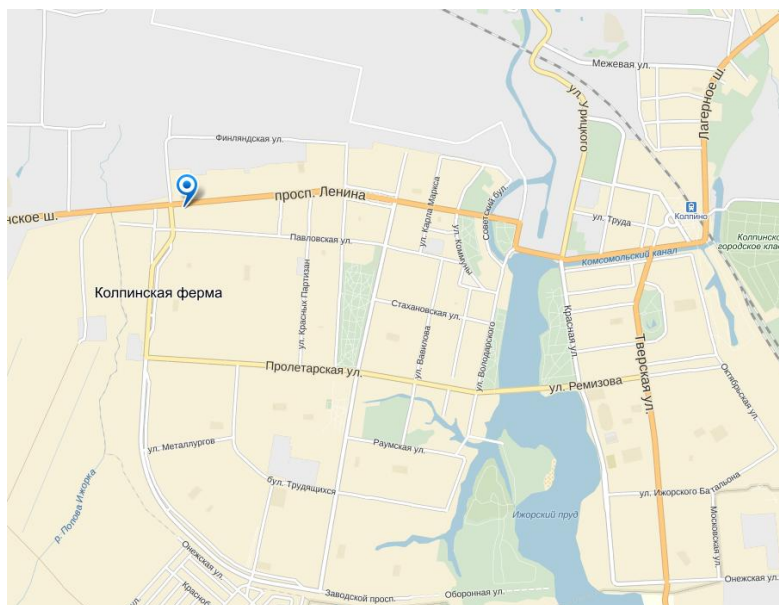 Межевая ул.
ул. Урицкого
Лагерное ш.
Финляндская ул.
просп. Ленина
нское ш.
ул. Карла Маркса
Советский бул.
ул. Труда
Колпино
Колпинско
городское клас
Павловская ул.
ул. Коммуны
Комсомольский канал
Колпинская ферма
ул. Красных Партизан
Стахановская ул.
ул. Вавилова
ул. Володарского
Красная ул.
Тверская ул.
Пролетарская ул.
ул. Ремизова
Октябрьская ул.
ул. Металлургов
Раумская ул.
бул. Трудящихся
ул. Ижорского Батальона
р. Попова Ижорка
Ижорский пруд
Московская ул.
Онежская ул.
Онежская ул.
Заводской просп.
Оборонная ул.